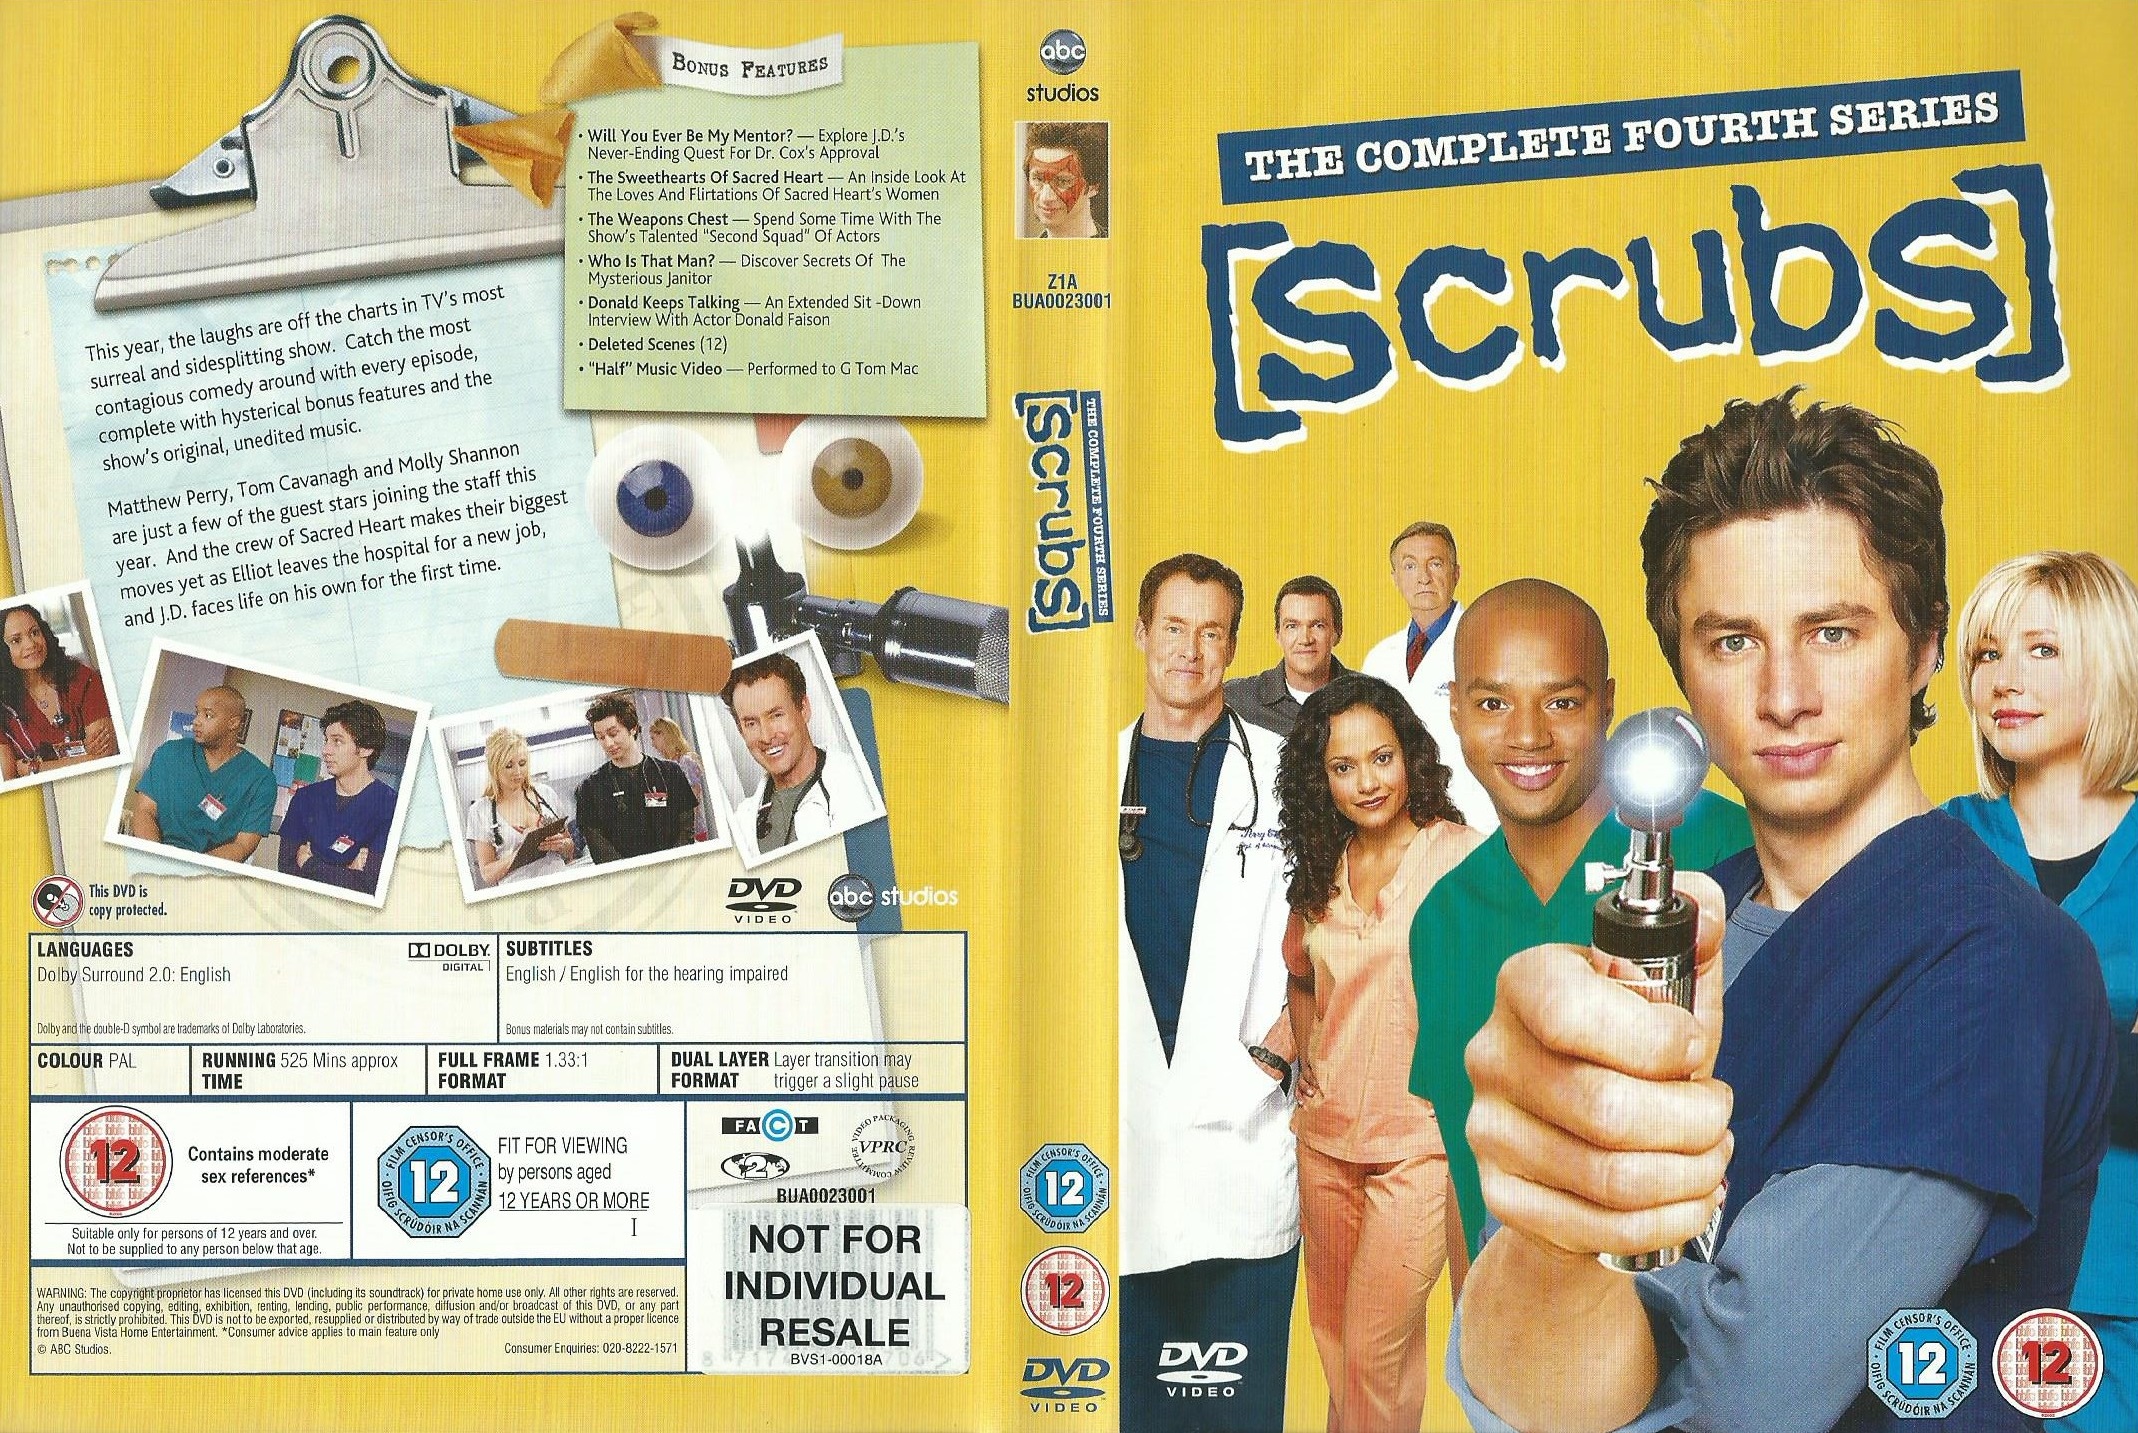 BONUS FEATURES
• Will You Ever Be My Mentor? — Explore J.D.'s
Never-Ending Quest For Dr. Cox's Approval
• The Sweethearts Of Sacred Heart — An Inside Look At
The Loves And Flirtations Of Sacred Heart's Women
• The Weapons Chest — Spend Some Time With The
Show's Talented "Second Squad" Of Actors
• Who Is That Man? — Discover Secrets Of The
Mysterious Janitor
• Donald Keeps Talking — An Extended Sit -Down
Interview With Actor Donald Faison
• Deleted Scenes (12)
• "Half" Music Video — Performed to G Tom Mac
This year, the laughs are off the charts in TV's most
surreal and sidesplitting show. Catch the most
contagious comedy around with every episode,
complete with hysterical bonus features and the
show's original, unedited music.
Matthew Perry, Tom Cavanagh and Molly Shannon
are just a few of the guest stars joining the staff this
year. And the crew of Sacred Heart makes their biggest
moves yet as Elliot leaves the hospital for a new job,
and J.D. faces life on his own for the first time.
This DVD is
copy protected.
DVD
VIDEO
abc studios
LANGUAGES
DOLBY
DIGITAL
Dolby Surround 2.0: English
Dolby and the double-D symbol are trademarks of Dolby Laboratories.
SUBTITLES
English / English for the hearing impaired
Bonus materials may not contain subtitles.
COLOUR PAL
RUNNING 525 Mins approx
TIME
FULL FRAME 1.33:1
FORMAT
DUAL LAYER Layer transition may
FORMAT trigger a slight pause
12
Contains moderate
sex references*
Suitable only for persons of 12 years and over.
Not to be supplied to any person below that age.
FILM CENSOR'S OFFICE
12
OIFIG SCRÚDÓIR NA SCANNÁN
FIT FOR VIEWING
by persons aged
12 YEARS OR MORE
I
FACT
2
VIDEO PACKAGING REVIEW COMMITTEE
VPRC
BUA0023001
NOT FOR
INDIVIDUAL
RESALE
BVS1-00018A
WARNING: The copyright proprietor has licensed this DVD (including its soundtrack) for private home use only. All other rights are reserved.
Any unauthorised copying, editing, exhibition, renting, lending, public performance, diffusion and/or broadcast of this DVD, or any part
thereof, is strictly prohibited. This DVD is not to be exported, resupplied or distributed by way of trade outside the EU without a proper licence
from Buena Vista Home Entertainment. *Consumer advice applies to main feature only
© ABC Studios.
Consumer Enquiries: 020-8222-1571
abc
studios
Z1A
BUA0023001
THE COMPLETE FOURTH SERIES
[scrubs]
FILM CENSOR'S OFFICE
12
OIFIG SCRÚDÓIR NA SCANNÁN
12
DVD
VIDEO
THE COMPLETE FOURTH SERIES
[scrubs]
DVD
VIDEO
FILM CENSOR'S OFFICE
12
OIFIG SCRÚDÓIR NA SCANNÁN
12